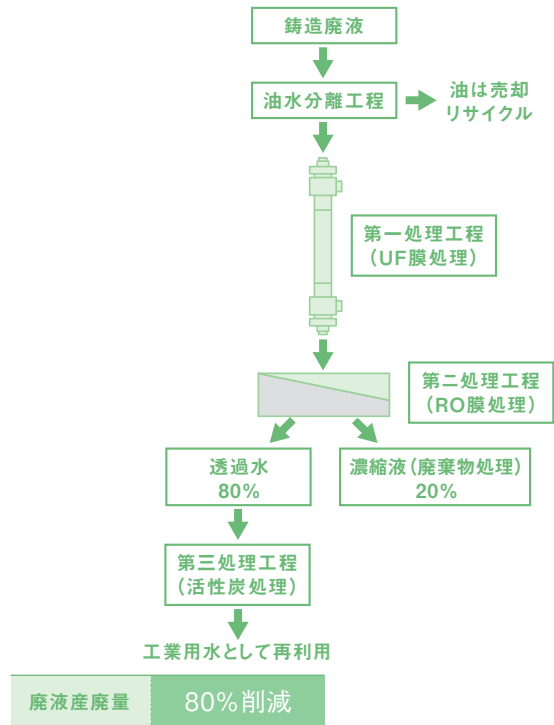 鋳造廃液
油水分離工程
油は売却
リサイクル
第一処理工程
（UF膜処理）
第二処理工程
（RO膜処理）
透過水
80%
濃縮液（廃棄物処理）
20%
第三処理工程
（活性炭処理）
工業用水として再利用
廃液産廃量
80%削減